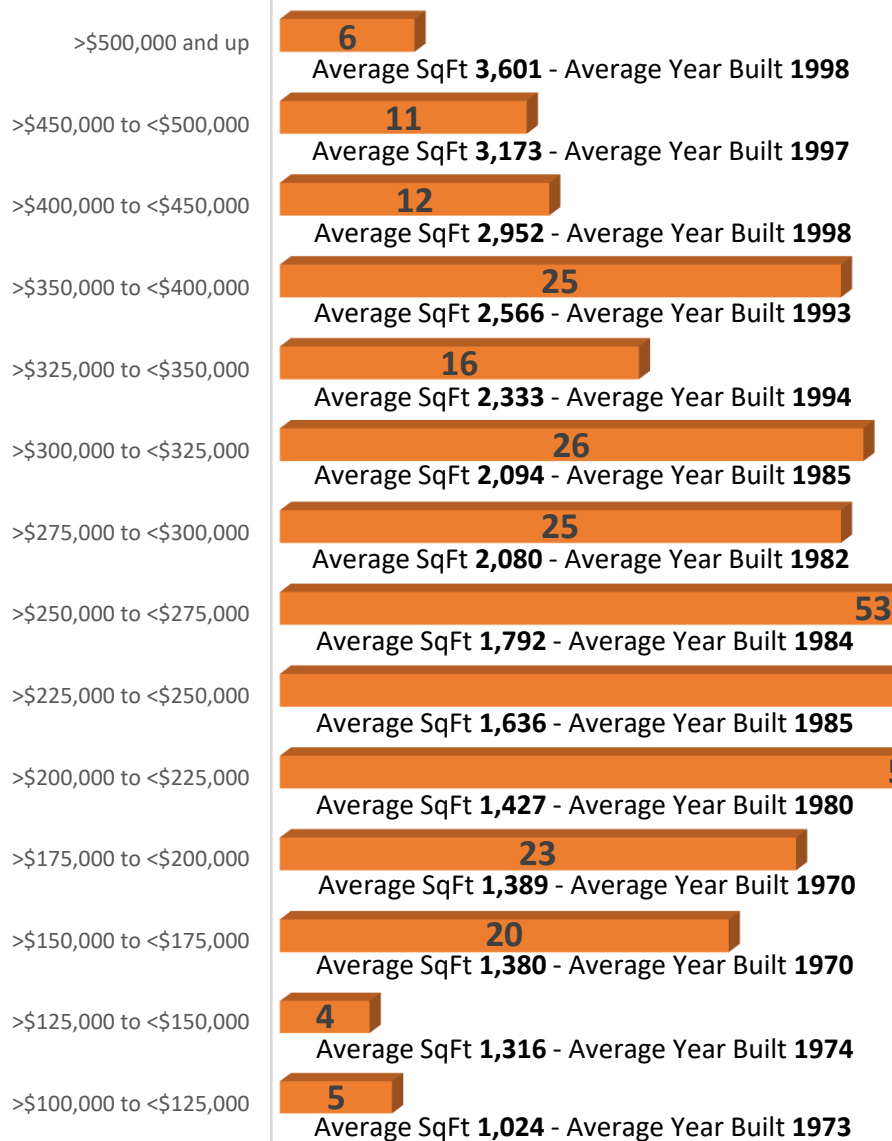 >$500,000 and up
6
Average SqFt 3,601 - Average Year Built 1998
>$450,000 to <$500,000
11
Average SqFt 3,173 - Average Year Built 1997
>$400,000 to <$450,000
12
Average SqFt 2,952 - Average Year Built 1998
>$350,000 to <$400,000
25
Average SqFt 2,566 - Average Year Built 1993
>$325,000 to <$350,000
16
Average SqFt 2,333 - Average Year Built 1994
>$300,000 to <$325,000
26
Average SqFt 2,094 - Average Year Built 1985
>$275,000 to <$300,000
25
Average SqFt 2,080 - Average Year Built 1982
>$250,000 to <$275,000
53
Average SqFt 1,792 - Average Year Built 1984
>$225,000 to <$250,000
Average SqFt 1,636 - Average Year Built 1985
>$200,000 to <$225,000
Average SqFt 1,427 - Average Year Built 1980
>$175,000 to <$200,000
23
Average SqFt 1,389 - Average Year Built 1970
>$150,000 to <$175,000
20
Average SqFt 1,380 - Average Year Built 1970
>$125,000 to <$150,000
4
Average SqFt 1,316 - Average Year Built 1974
>$100,000 to <$125,000
5
Average SqFt 1,024 - Average Year Built 1973